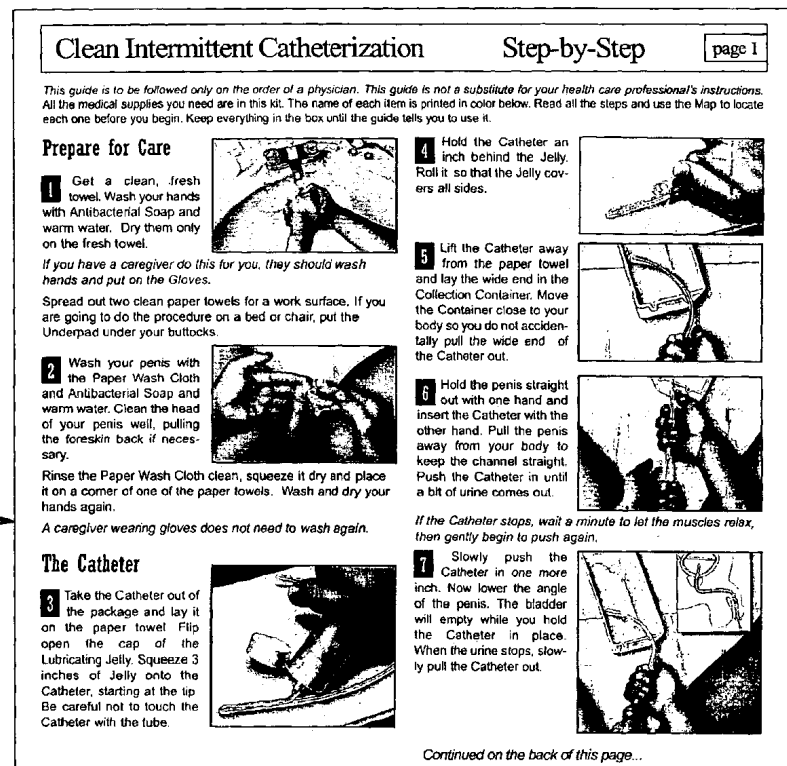 Clean Intermittent Catheterization Step-by-Step page 1
This guide is to be followed only on the order of a physician. This guide is not a substitute for your health care professional's instructions.
All the medical supplies you need are in this kit. The name of each item is printed in color below. Read all the steps and use the Map to locate
each one before you begin. Keep everything in the box until the guide tells you to use it.
Prepare for Care
1 Get a clean, fresh
towel. Wash your hands
with Antibacterial Soap and
warm water. Dry them only
on the fresh towel.
If you have a caregiver do this for you, they should wash
hands and put on the Gloves.
Spread out two clean paper towels for a work surface. If you
are going to do the procedure on a bed or chair, put the
Underpad under your buttocks.
2 Wash your penis with
the Paper Wash Cloth
and Antibacterial Soap and
warm water. Clean the head
of your penis well, pulling
the foreskin back if neces-
sary.
Rinse the Paper Wash Cloth clean, squeeze it dry and place
it on a corner of one of the paper towels. Wash and dry your
hands again.
A caregiver wearing gloves does not need to wash again.
The Catheter
3 Take the Catheter out of
the package and lay it
on the paper towel Flip
open the cap of the
Lubricating Jelly. Squeeze 3
inches of Jelly onto the
Catheter, starting at the tip
Be careful not to touch the
Catheter with the tube.
4 Hold the Catheter an
inch behind the Jelly.
Roll it so that the Jelly cov-
ers all sides.
5 Lift the Catheter away
from the paper towel
and lay the wide end in the
Collection Container. Move
the Container close to your
body so you do not acciden-
tally pull the wide end of
the Catheter out.
6 Hold the penis straight
out with one hand and
insert the Catheter with the
other hand. Pull the penis
away from your body to
keep the channel straight.
Push the Catheter in until
a bit of urine comes out.
If the Catheter stops, wait a minute to let the muscles relax,
then gently begin to push again.
7 Slowly push the
Catheter in one more
inch. Now lower the angle
of the penis. The bladder
will empty while you hold
the Catheter in place.
When the urine stops, slow-
ly pull the Catheter out.
Continued on the back of this page...